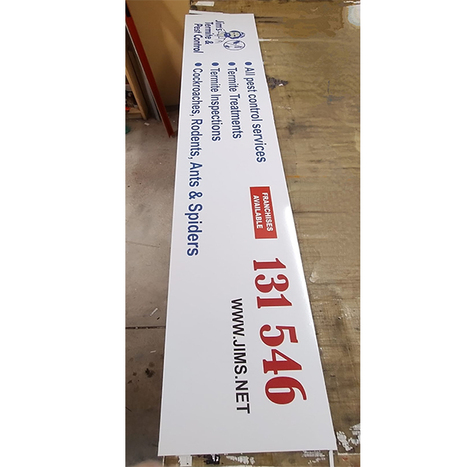 Jim's
Termite &
Pest Control
• All pest control services
• Termite Treatments
• Termite Inspections
• Cockroaches, Rodents, Ants & Spiders
FRANCHISES
AVAILABLE
131 546
WWW.JIMS.NET